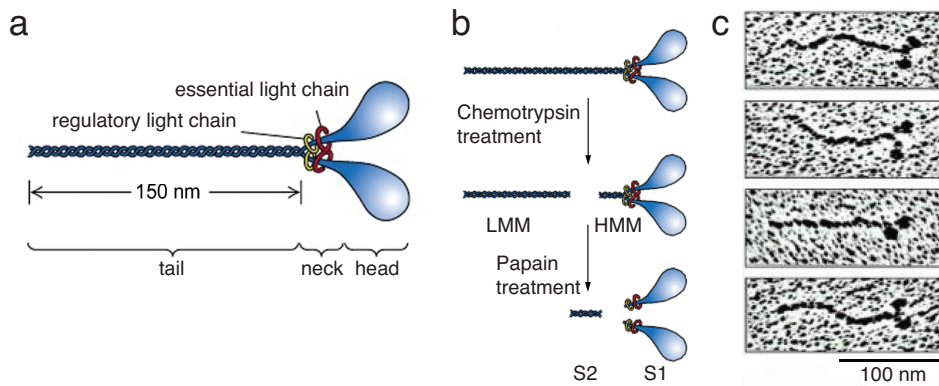 a
essential light chain
regulatory light chain
150 nm
tail
neck
head
b
Chemotrypsin
treatment
LMM
HMM
Papain
treatment
S2
S1
c
100 nm